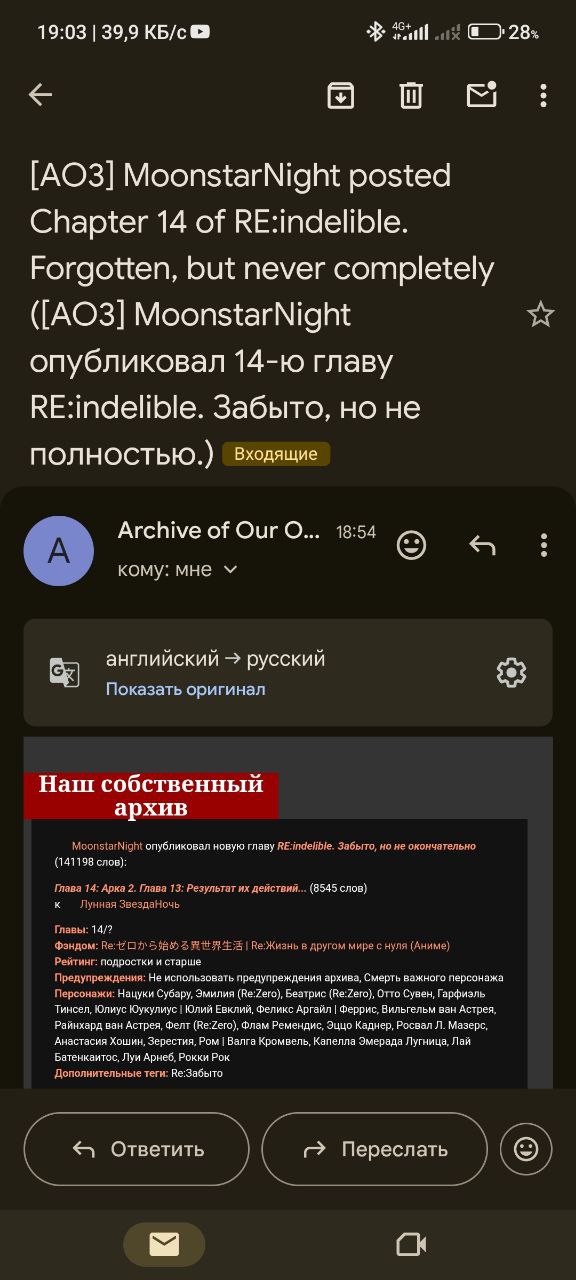 19:03 | 39,9 КБ/с
4G+
28%
[AO3] MoonstarNight posted
Chapter 14 of RE:indelible.
Forgotten, but never completely
([AO3] MoonstarNight
опубликовал 14-ю главу
RE:indelible. Забыто, но не
полностью.) Входящие
A
Archive of Our O... 18:54
кому: мне
английский → русский
Показать оригинал
Наш собственный
архив
MoonstarNight опубликовал новую главу RE:indelible. Забыто, но не окончательно
(141198 слов):
Глава 14: Арка 2. Глава 13: Результат их действий... (8545 слов)
к Лунная ЗвездаНочь
Главы: 14/?
Фэндом: Re:ゼロから始める異世界生活 | Re:Жизнь в другом мире с нуля (Аниме)
Рейтинг: подростки и старше
Предупреждения: Не использовать предупреждения архива, Смерть важного персонажа
Персонажи: Нацуки Субару, Эмилия (Re:Zero), Беатрис (Re:Zero), Отто Сувен, Гарфиэль
Тинсел, Юлиус Юукулиус | Юлий Евклий, Феликс Аргайл | Феррис, Вильгельм ван Астрея,
Райнхард ван Астрея, Фелт (Re:Zero), Флам Ремендис, Эццо Каднер, Росвал Л. Мазерс,
Анастасия Хошин, Зерестия, Ром | Валга Кромвель, Капелла Эмерада Лугница, Лай
Батенкаитос, Луи Арнеб, Рокки Рок
Дополнительные теги: Re:Забыто
Ответить
Переслать